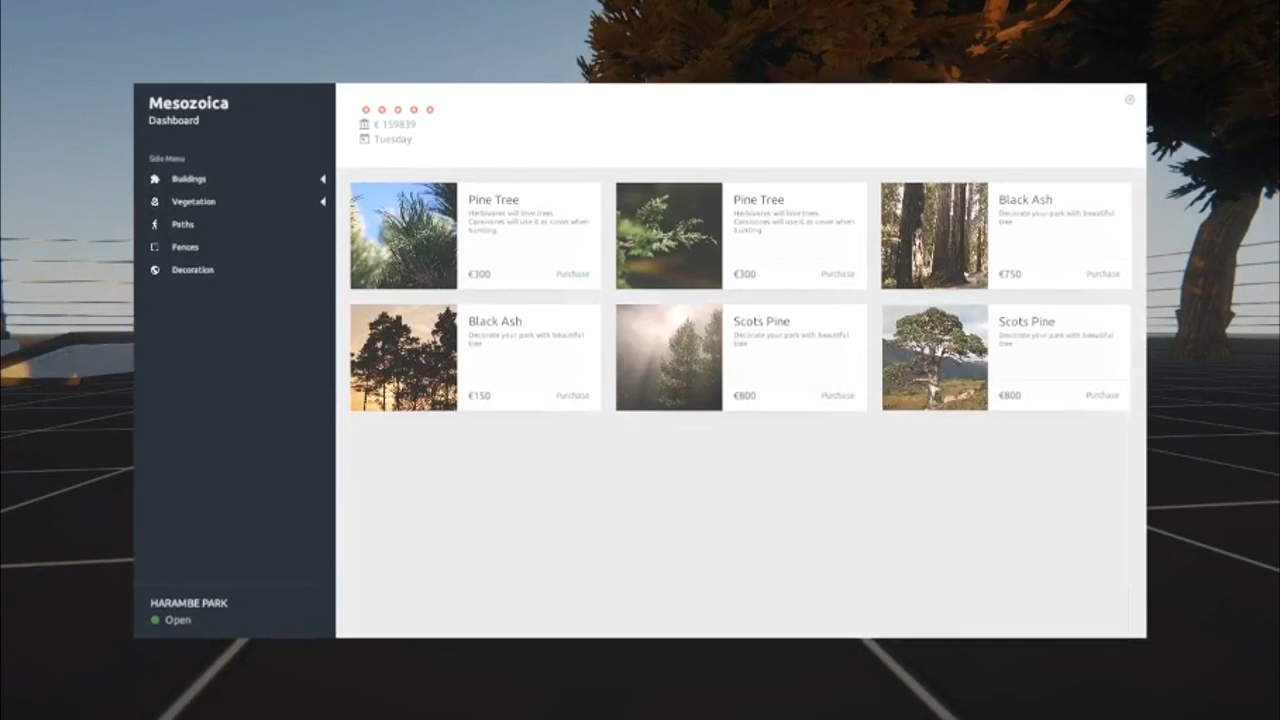 Mesozoica
Dashboard
Side Menu
Buildings
Vegetation
Paths
Fences
Decoration
HARAMBE PARK
Open
€ 159839
Tuesday
Pine Tree
Herbivores will love trees.
Carnivores will use it as cover when
hunting.
€300
Purchase
Pine Tree
Herbivores will love trees.
Carnivores will use it as cover when
hunting.
€300
Purchase
Black Ash
Decorate your park with beautiful
tree
€750
Purchase
Black Ash
Decorate your park with beautiful
tree
€150
Purchase
Scots Pine
Decorate your park with beautiful
tree
€800
Purchase
Scots Pine
Decorate your park with beautiful
tree
€800
Purchase